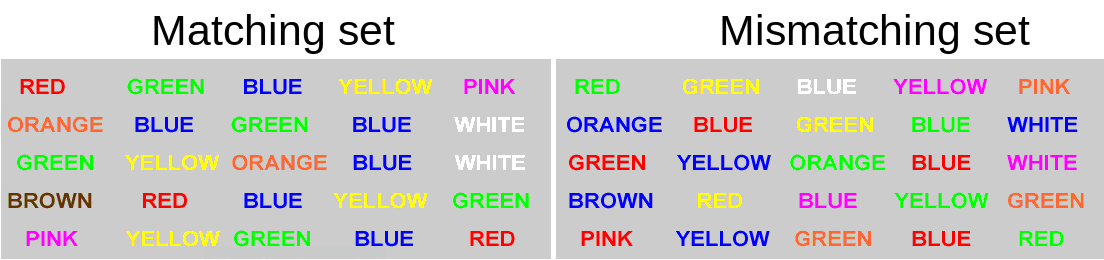 Matching set
RED GREEN BLUE YELLOW PINK
ORANGE BLUE GREEN BLUE WHITE
GREEN YELLOW ORANGE BLUE WHITE
BROWN RED BLUE YELLOW GREEN
PINK YELLOW GREEN BLUE RED
Mismatching set
RED GREEN BLUE YELLOW PINK
ORANGE BLUE GREEN BLUE WHITE
GREEN YELLOW ORANGE BLUE WHITE
BROWN RED BLUE YELLOW GREEN
PINK YELLOW GREEN BLUE RED